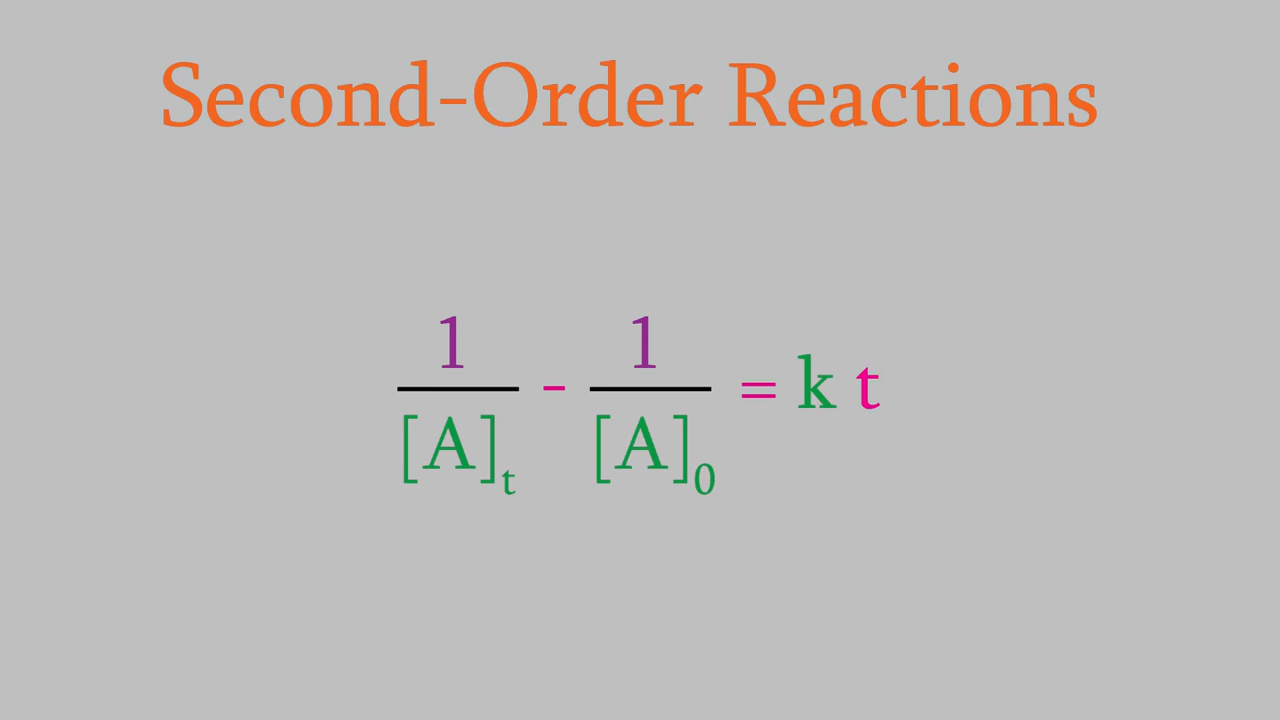 Second-Order Reactions
1/[A]t - 1/[A]0 = k t